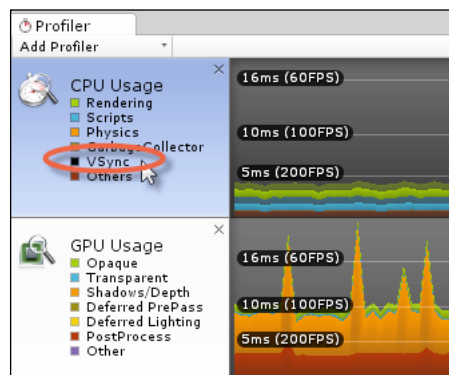 Profiler
Add Profiler
CPU Usage
Rendering
Scripts
Physics
GarbageCollector
VSync
Others
16ms (60FPS)
10ms (100FPS)
5ms (200FPS)
GPU Usage
Opaque
Transparent
Shadows/Depth
Deferred PrePass
Deferred Lighting
PostProcess
Other
16ms (60FPS)
10ms (100FPS)
5ms (200FPS)